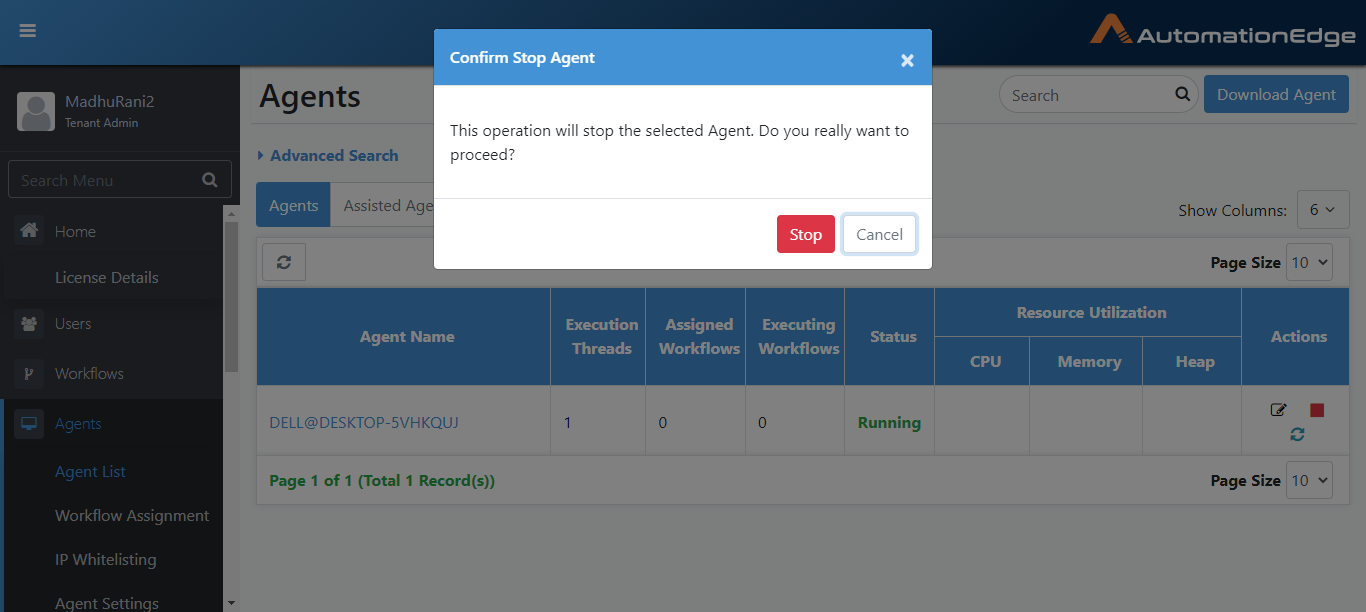 AutomationEdge
Confirm Stop Agent
×
This operation will stop the selected Agent. Do you really want to
proceed?
Stop
Cancel
MadhuRani2
Tenant Admin
Search Menu
Home
License Details
Users
Workflows
Agents
Agent List
Workflow Assignment
IP Whitelisting
Agent Settings
Agents
Search
Download Agent
Advanced Search
Agents
Assisted Age
Show Columns: 6
Page Size 10
Agent Name
Execution
Threads
Assigned
Workflows
Executing
Workflows
Status
Resource Utilization
CPU
Memory
Heap
Actions
DELL@DESKTOP-5VHKQUJ 1 0 0 Running
Page 1 of 1 (Total 1 Record(s))
Page Size 10